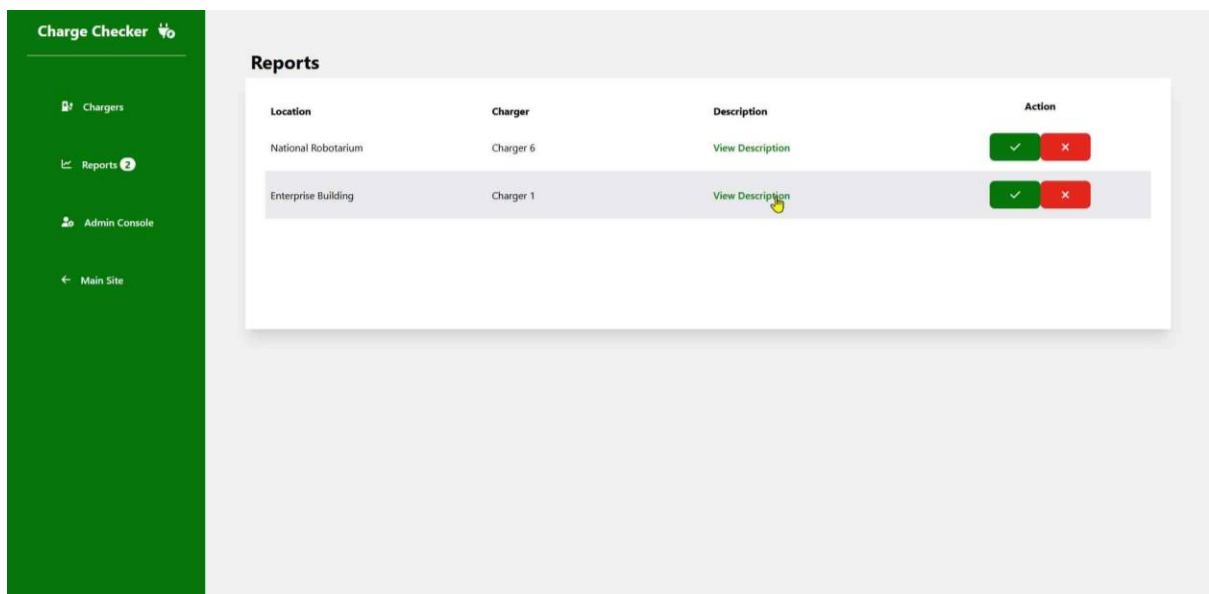 Charge Checker
Chargers
Reports 2
Admin Console
Main Site
Reports
Location Charger Description Action
National Robotarium Charger 6 View Description
Enterprise Building Charger 1 View Description